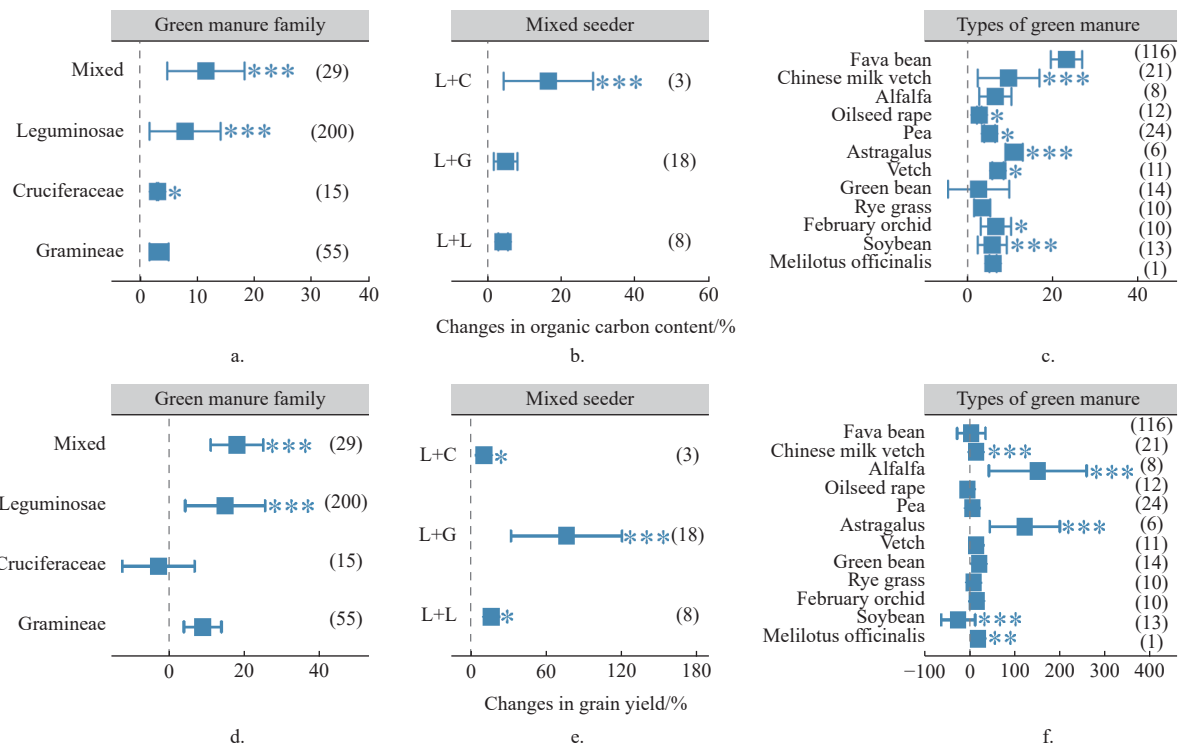 Green manure family
Mixed
***
(29)
Leguminosae
***
(200)
Cruciferaceae
*
(15)
Gramineae
(55)
0 10 20 30 40
a.
Mixed seeder
L+C
***
(3)
L+G
(18)
L+L
(8)
0 20 40 60
Changes in organic carbon content/%
b.
Types of green manure
Fava bean (116)
Chinese milk vetch *** (21)
Alfalfa (8)
Oilseed rape * (12)
Pea * (24)
Astragalus *** (6)
Vetch * (11)
Green bean (14)
Rye grass (10)
February orchid * (10)
Soybean *** (13)
Melilotus officinalis (1)
0 20 40
c.
Green manure family
Mixed
***
(29)
Leguminosae
***
(200)
Cruciferaceae
(15)
Gramineae
(55)
0 20 40
d.
Mixed seeder
L+C
*
(3)
L+G
***
(18)
L+L
*
(8)
0 60 120 180
Changes in grain yield/%
e.
Types of green manure
Fava bean (116)
Chinese milk vetch *** (21)
Alfalfa *** (8)
Oilseed rape (12)
Pea (24)
Astragalus *** (6)
Vetch (11)
Green bean (14)
Rye grass (10)
February orchid (10)
Soybean *** (13)
Melilotus officinalis ** (1)
−100 0 100 200 300 400
f.